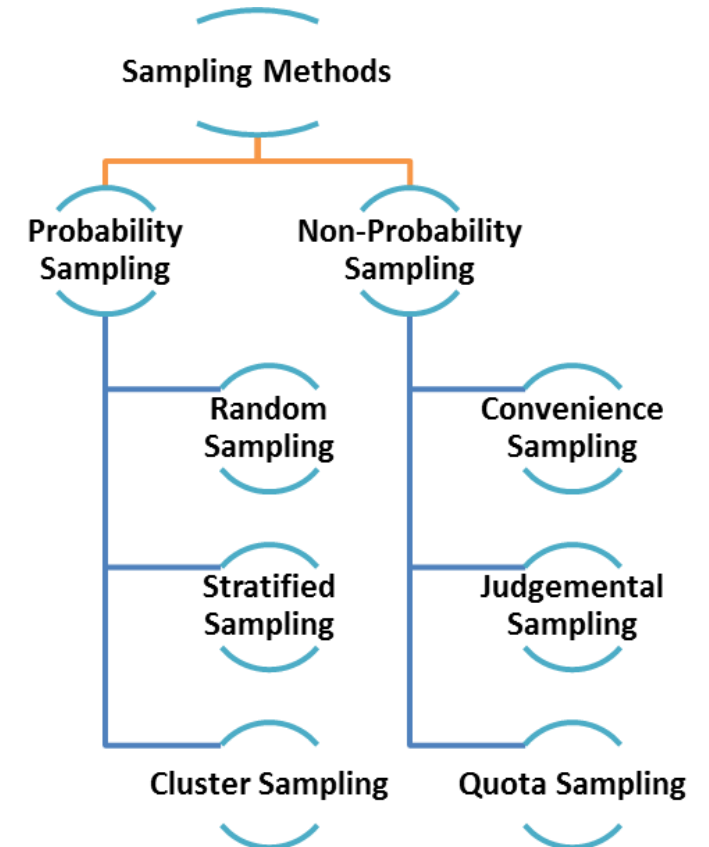 Sampling Methods
Probability
Sampling
Non-Probability
Sampling
Random
Sampling
Convenience
Sampling
Stratified
Sampling
Judgemental
Sampling
Cluster Sampling
Quota Sampling